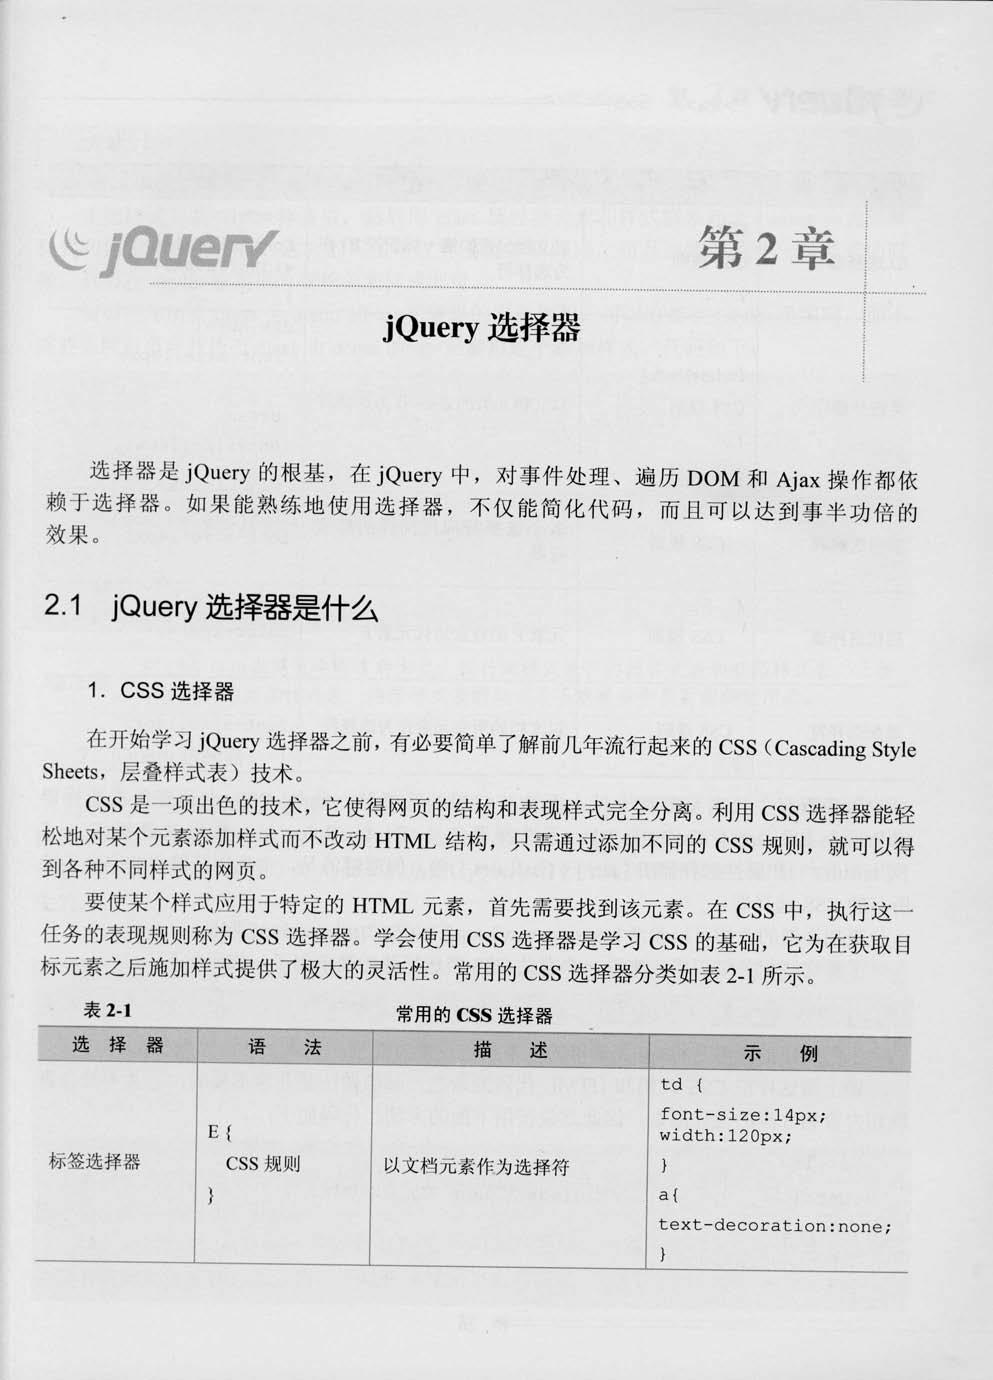 jQuery
第 2 章
jQuery 选择器
选择器是 jQuery 的根基，在 jQuery 中，对事件处理、遍历 DOM 和 Ajax 操作都依
赖于选择器。如果能熟练地使用选择器，不仅能简化代码，而且可以达到事半功倍的
效果。
2.1 jQuery 选择器是什么
1．CSS 选择器
在开始学习 jQuery 选择器之前，有必要简单了解前几年流行起来的 CSS（Cascading Style
Sheets，层叠样式表）技术。
CSS 是一项出色的技术，它使得网页的结构和表现样式完全分离。利用 CSS 选择器能轻
松地对某个元素添加样式而不改动 HTML 结构，只需通过添加不同的 CSS 规则，就可以得
到各种不同样式的网页。
要使某个样式应用于特定的 HTML 元素，首先需要找到该元素。在 CSS 中，执行这一
任务的表现规则称为 CSS 选择器。学会使用 CSS 选择器是学习 CSS 的基础，它为在获取目
标元素之后施加样式提供了极大的灵活性。常用的 CSS 选择器分类如表 2-1 所示。
表 2-1 常用的 CSS 选择器
选 择 器 语 法 描 述 示 例
标签选择器
E {
CSS 规则
}
以文档元素作为选择符
td {
font-size:14px;
width:120px;
}
a{
text-decoration:none;
}